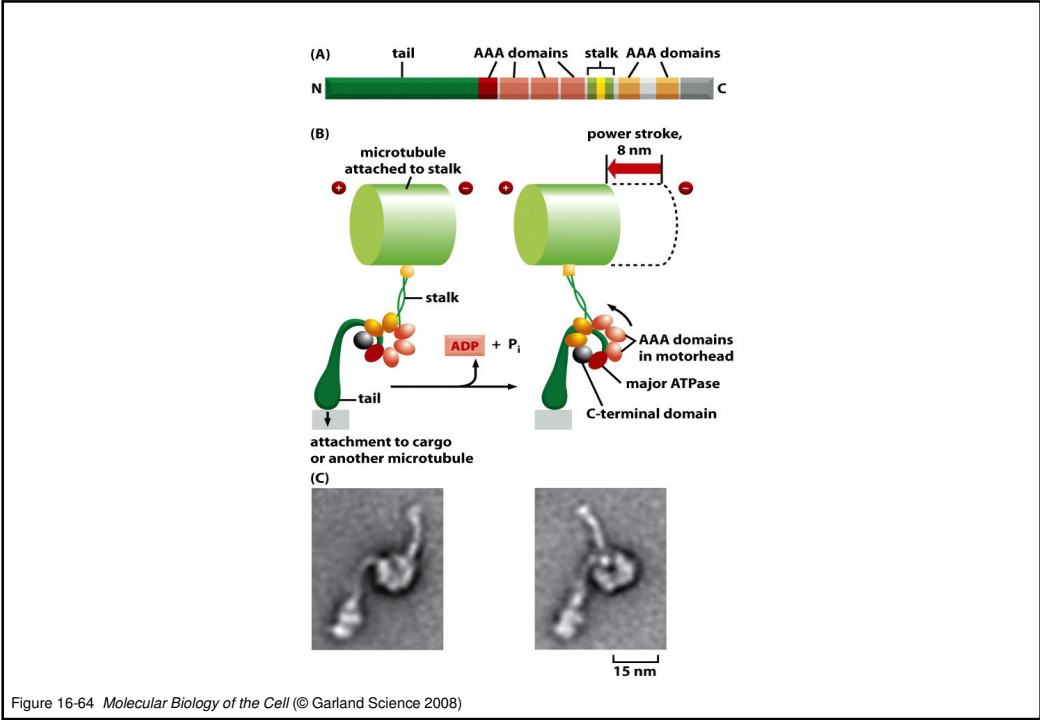 (A)
tail
AAA domains
stalk
AAA domains
N
C
(B)
microtubule
attached to stalk
power stroke,
8 nm
+
−
+
−
stalk
ADP + Pi
AAA domains
in motorhead
major ATPase
tail
C-terminal domain
attachment to cargo
or another microtubule
(C)
15 nm
Figure 16-64 Molecular Biology of the Cell (© Garland Science 2008)